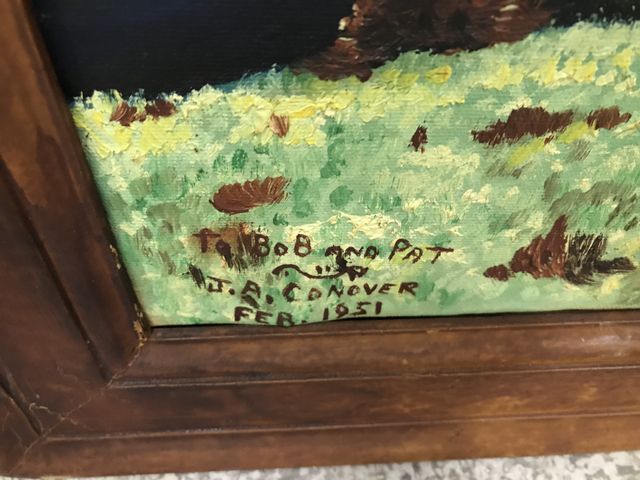 To BoB AND PAT
J.A. CONOVER
FEB. 1951